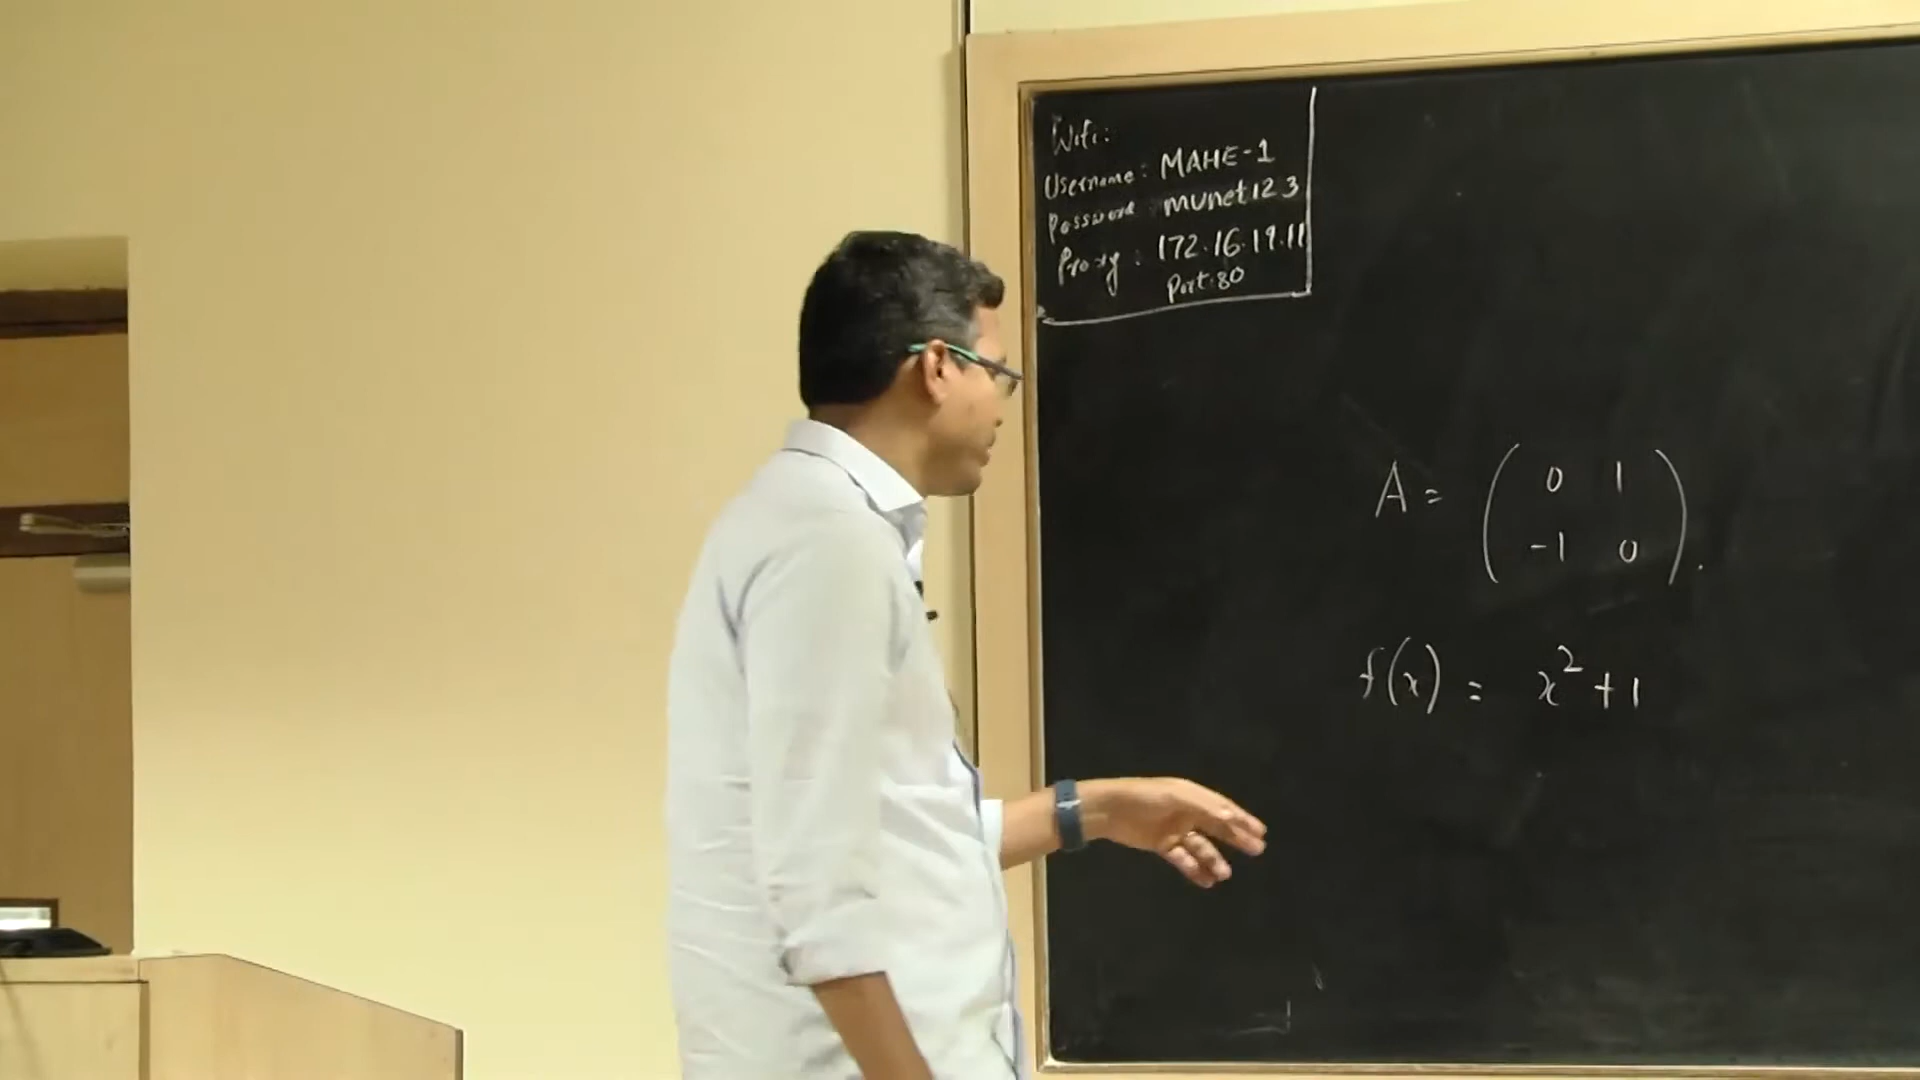 Wifi:
Username: MAHE-1
Password munet123
Proxy: 172.16.19.11
Port:80
A = ( 0 1
-1 0 ).
f(x) = x² + 1